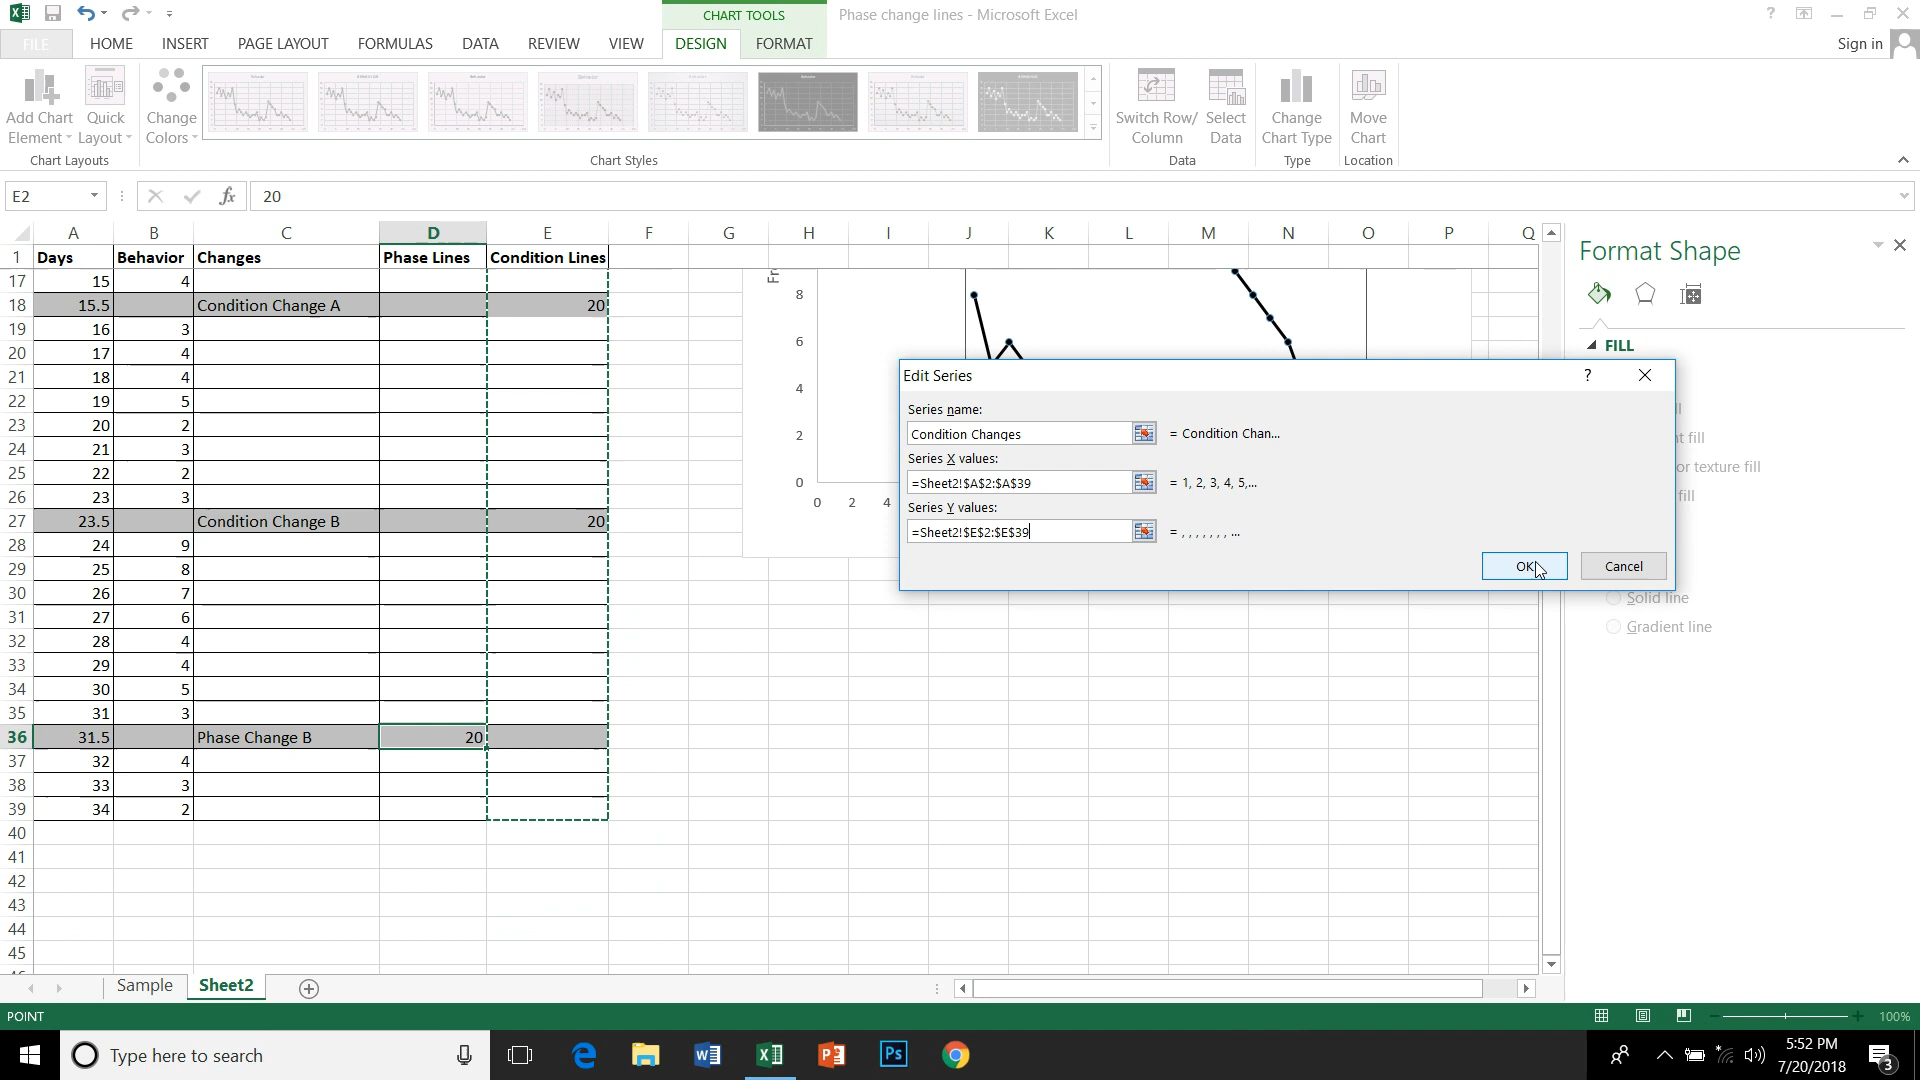 CHART TOOLS
Phase change lines - Microsoft Excel
?
FILE HOME INSERT PAGE LAYOUT FORMULAS DATA REVIEW VIEW DESIGN FORMAT
Sign in
Add Chart Element
Quick Layout
Change Colors
Switch Row/ Column
Select Data
Change Chart Type
Move Chart
Chart Layouts
Chart Styles
Data
Type
Location
E2
fx
20
A B C D E F G H I J K L M N O P Q
1 Days Behavior Changes Phase Lines Condition Lines
17 15 4
18 15.5 Condition Change A 20
19 16 3
20 17 4
21 18 4
22 19 5
23 20 2
24 21 3
25 22 2
26 23 3
27 23.5 Condition Change B 20
28 24 9
29 25 8
30 26 7
31 27 6
32 28 4
33 29 4
34 30 5
35 31 3
36 31.5 Phase Change B 20
37 32 4
38 33 3
39 34 2
40
41
42
43
44
45
8
6
4
2
0
0 2 4
Edit Series
?
Series name:
Condition Changes
= Condition Chan...
Series X values:
=Sheet2!$A$2:$A$39
= 1, 2, 3, 4, 5,...
Series Y values:
=Sheet2!$E$2:$E$39
= , , , , , , , ...
OK
Cancel
Format Shape
FILL
fill
or texture fill
fill
Solid line
Gradient line
Sample
Sheet2
POINT
100%
Type here to search
5:52 PM
7/20/2018
3